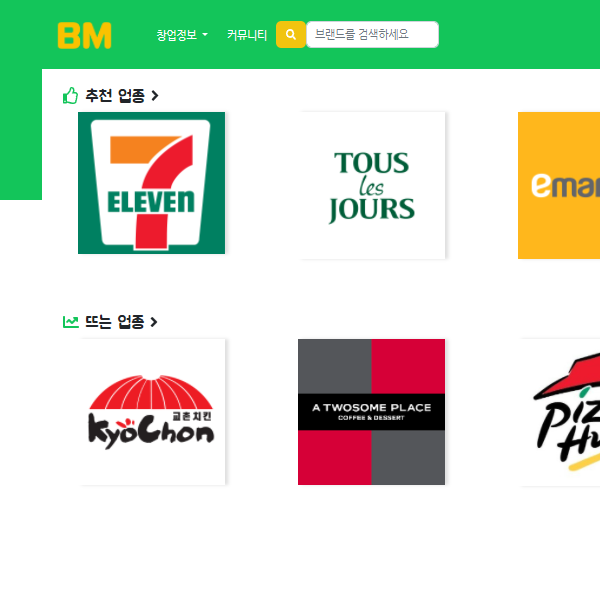 BM
창업정보
커뮤니티
브랜드를 검색하세요
추천 업종
7
ELEVEn
TOUS
les
JOURS
emar
뜨는 업종
교촌치킨
KyoChon
A TWOSOME PLACE
COFFEE & DESSERT
Piz
Hu